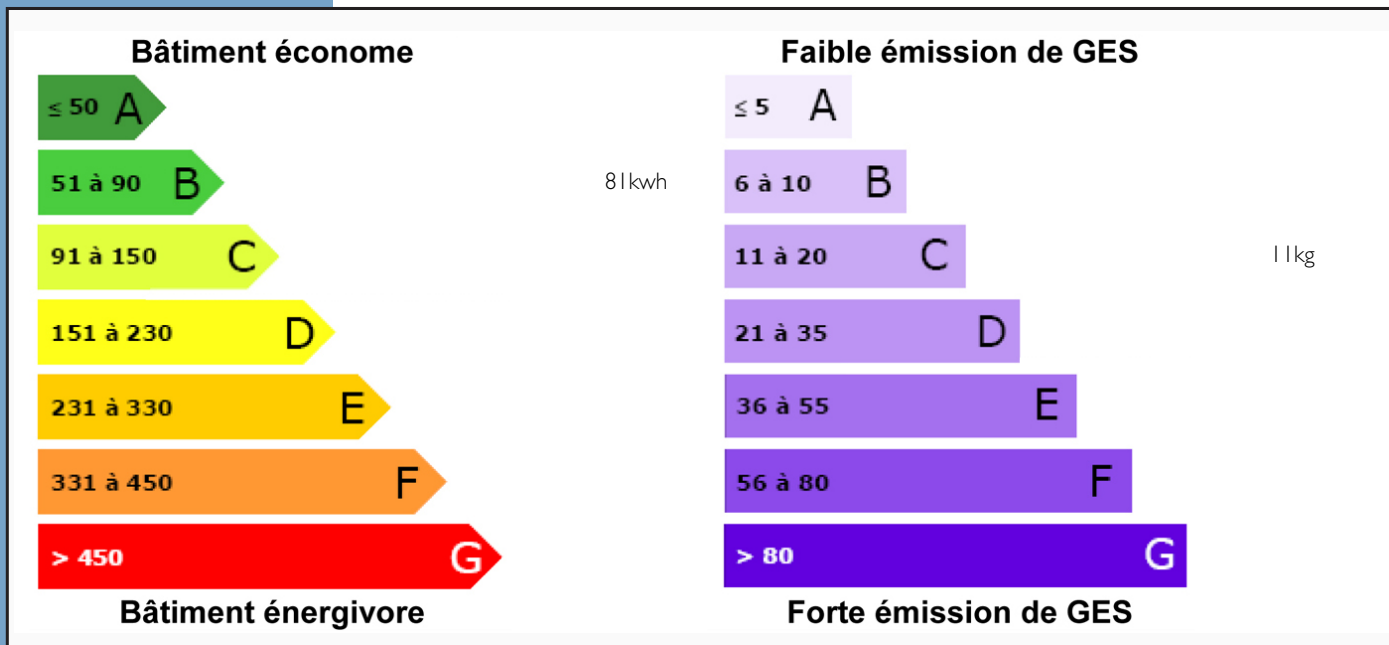 Bâtiment économe
≤ 50 A
51 à 90 B
81kwh
91 à 150 C
151 à 230 D
231 à 330 E
331 à 450 F
> 450 G
Bâtiment énergivore
Faible émission de GES
≤ 5 A
6 à 10 B
11 à 20 C
11kg
21 à 35 D
36 à 55 E
56 à 80 F
> 80 G
Forte émission de GES